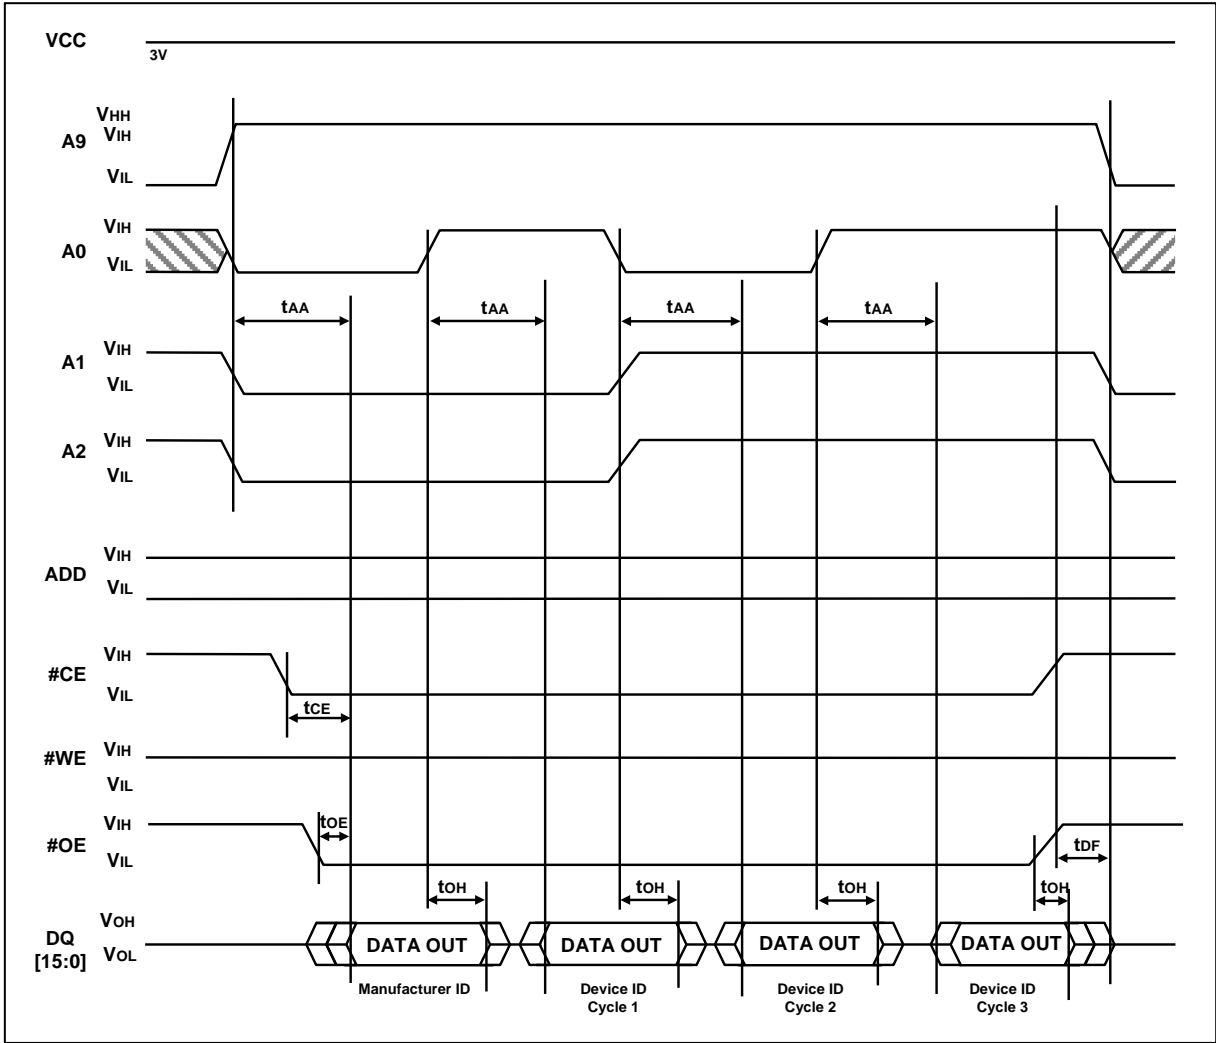 VCC
3V
VHH
A9 VIH
VIL
VIH
A0
VIL
tAA tAA tAA tAA
VIH
A1
VIL
VIH
A2
VIL
VIH
ADD
VIL
VIH
#CE
VIL
tCE
VIH
#WE
VIL
VIH
tOE
#OE
VIL
tDF
tOH tOH tOH tOH
VOH
DQ
[15:0]
VOL
DATA OUT DATA OUT DATA OUT DATA OUT
Manufacturer ID
Device ID
Cycle 1
Device ID
Cycle 2
Device ID
Cycle 3